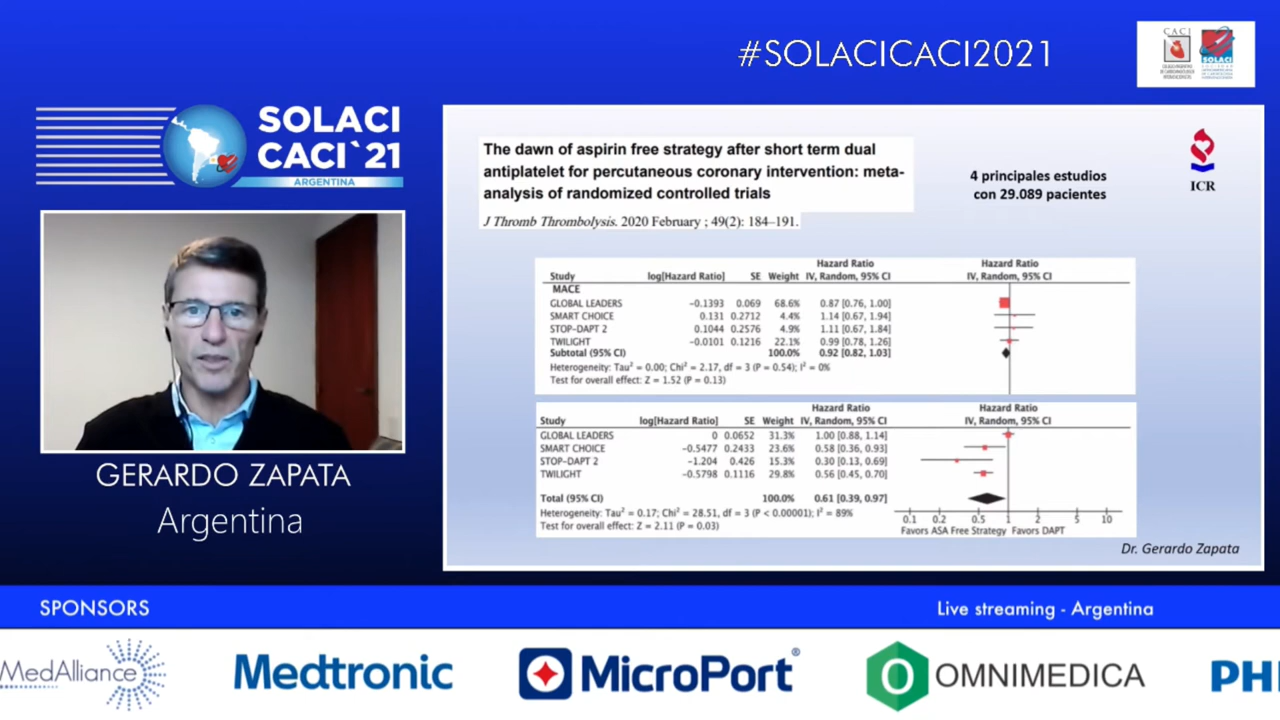 #SOLACICACI2021
CACI
SOLACI
SOLACI
CACI`21
ARGENTINA
GERARDO ZAPATA
Argentina
The dawn of aspirin free strategy after short term dual
antiplatelet for percutaneous coronary intervention: meta-
analysis of randomized controlled trials
J Thromb Thrombolysis. 2020 February ; 49(2): 184–191.
4 principales estudios
con 29.089 pacientes
ICR
Hazard Ratio Hazard Ratio
Study log[Hazard Ratio] SE Weight IV, Random, 95% CI IV, Random, 95% CI
MACE
GLOBAL LEADERS −0.1393 0.069 68.6% 0.87 [0.76, 1.00]
SMART CHOICE 0.131 0.2712 4.4% 1.14 [0.67, 1.94]
STOP-DAPT 2 0.1044 0.2576 4.9% 1.11 [0.67, 1.84]
TWILIGHT −0.0101 0.1216 22.1% 0.99 [0.78, 1.26]
Subtotal (95% CI) 100.0% 0.92 [0.82, 1.03]
Heterogeneity: Tau² = 0.00; Chi² = 2.17, df = 3 (P = 0.54); I² = 0%
Test for overall effect: Z = 1.52 (P = 0.13)
Hazard Ratio Hazard Ratio
Study log[Hazard Ratio] SE Weight IV, Random, 95% CI IV, Random, 95% CI
GLOBAL LEADERS 0 0.0652 31.3% 1.00 [0.88, 1.14]
SMART CHOICE −0.5477 0.2433 23.6% 0.58 [0.36, 0.93]
STOP-DAPT 2 −1.204 0.426 15.3% 0.30 [0.13, 0.69]
TWILIGHT −0.5798 0.1116 29.8% 0.56 [0.45, 0.70]
Total (95% CI) 100.0% 0.61 [0.39, 0.97]
Heterogeneity: Tau² = 0.17; Chi² = 28.51, df = 3 (P < 0.00001); I² = 89%
Test for overall effect: Z = 2.11 (P = 0.03)
0.1 0.2 0.5 1 2 5 10
Favors ASA Free Strategy Favors DAPT
Dr. Gerardo Zapata
SPONSORS
Live streaming - Argentina
MedAlliance
Medtronic
MicroPort®
OMNIMEDICA
PHI